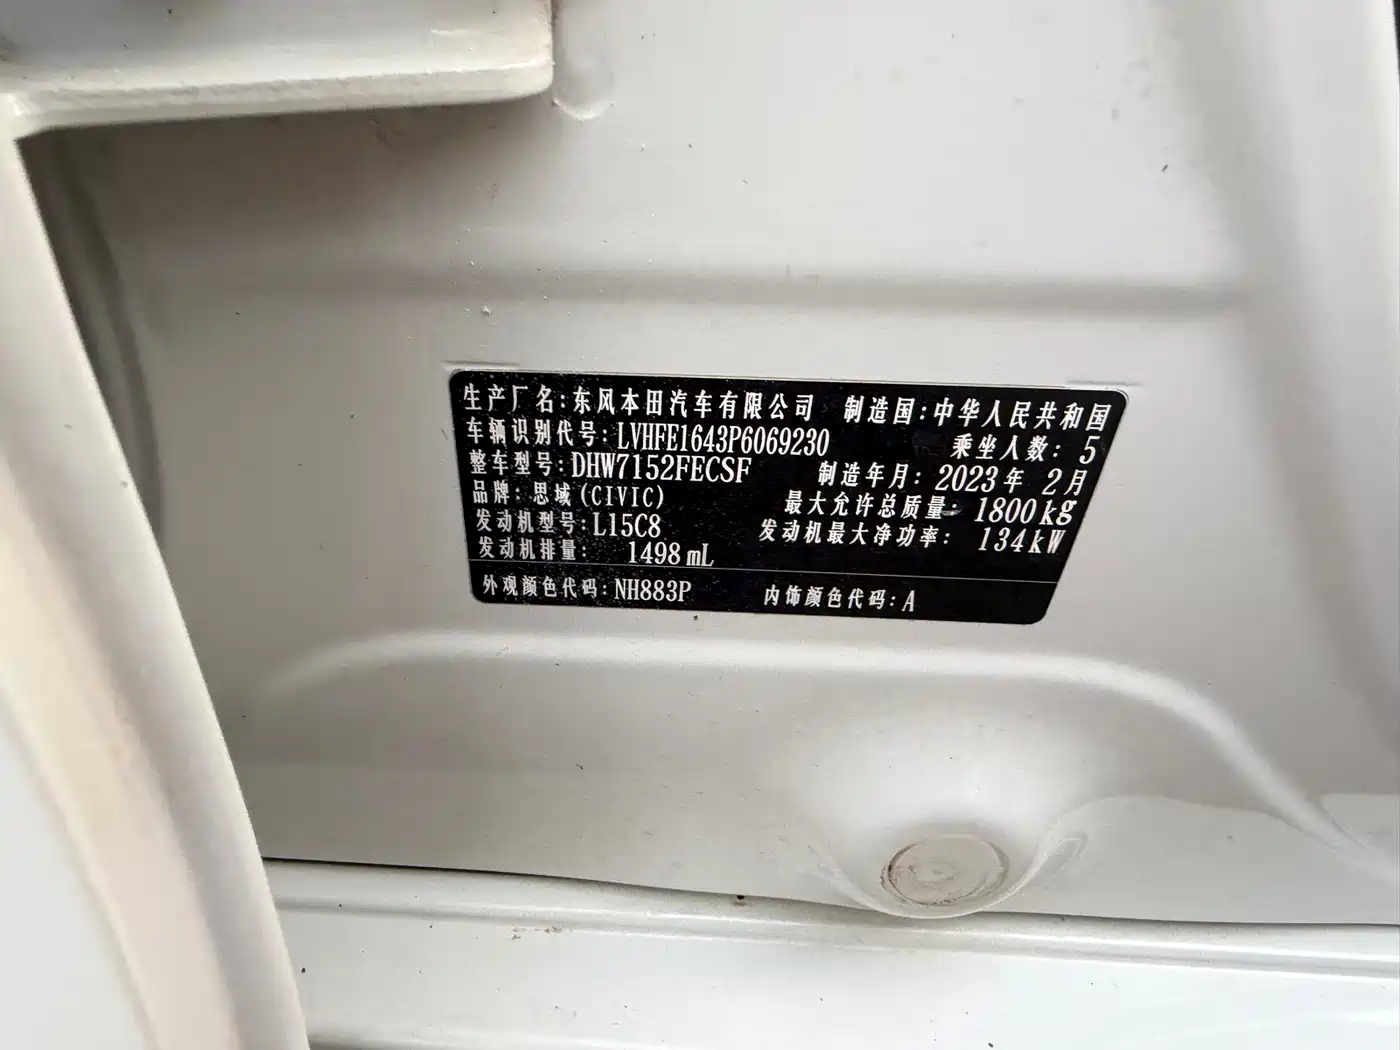 生产厂名:东风本田汽车有限公司 制造国:中华人民共和国
车辆识别代号:LVHFE1643P6069230 乘坐人数: 5
整车型号:DHW7152FECSF 制造年月: 2023年 2月
品牌: 思域(CIVIC) 最大允许总质量: 1800kg
发动机型号:L15C8 发动机最大净功率: 134kW
发动机排量: 1498mL
外观颜色代码:NH883P 内饰颜色代码:A